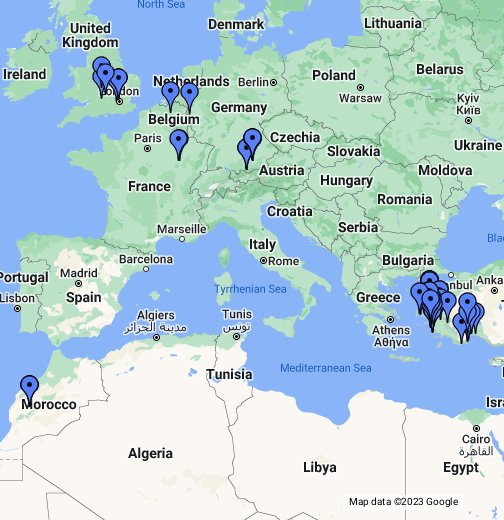 North Sea
Denmark
Lithuania
United
Kingdom
Ireland
Belarus
Netherlands
Berlin
Poland
London
Warsaw
Germany
Kyiv
Київ
Belgium
Paris
Czechia
Ukraine
Slovakia
Moldova
Austria
France
Hungary
Romania
Croatia
Marseille
Serbia
Italy
Bulgaria
Blac
Barcelona
Rome
Portugal
Madrid
nbul
Anka
Spain
Tyrrhenian Sea
Greece
Lisbon
Algiers
مدينة الجزائر
Tunis
تونس
Athens
Αθήνα
Mediterranean Sea
Tunisia
Morocco
Isra
Cairo
القاهرة
Algeria
Libya
Egypt
Map data ©2023 Google